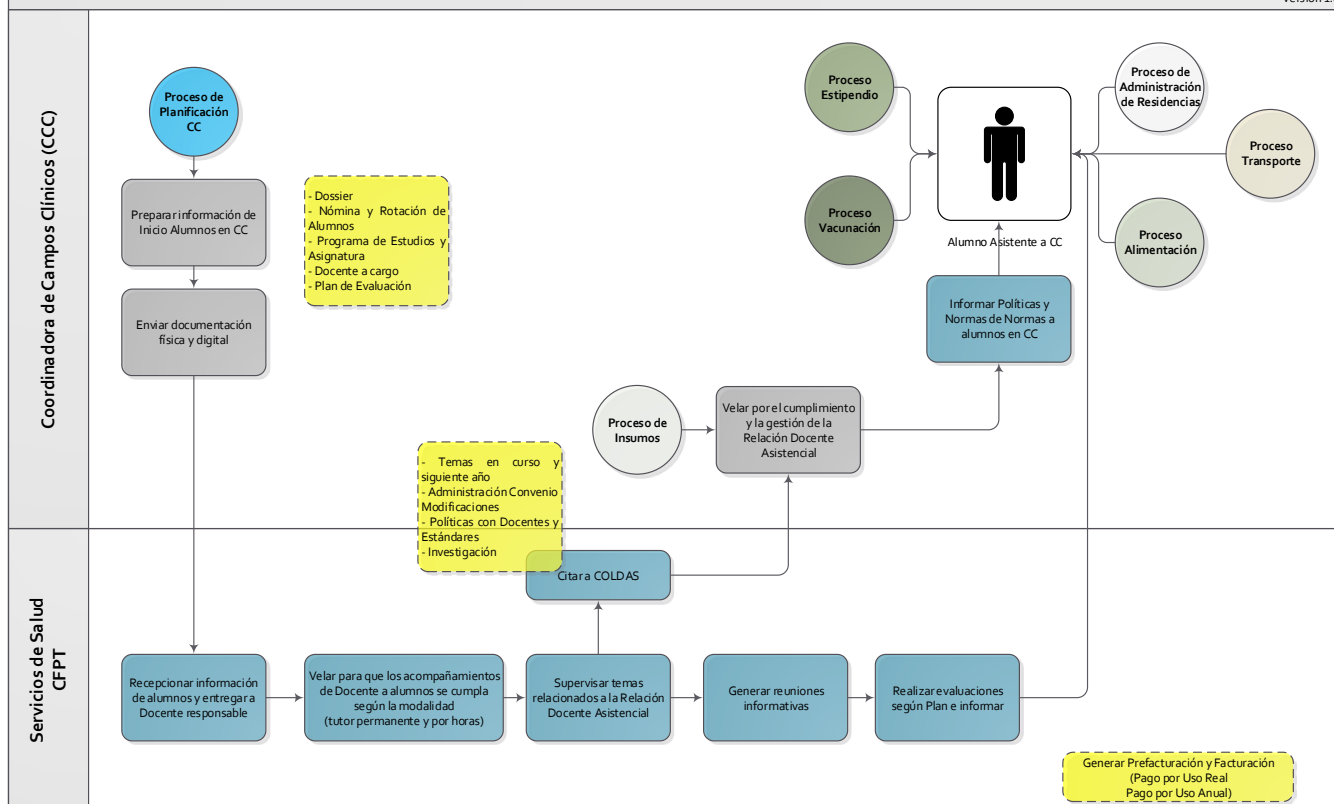 Versión 1.
Coordinadora de Campos Clínicos (CCC)
Proceso de
Planificación
CC
Preparar información de
Inicio Alumnos en CC
Enviar documentación
física y digital
- Dossier
- Nómina y Rotación de
Alumnos
- Programa de Estudios y
Asignatura
- Docente a cargo
- Plan de Evaluación
Proceso
Estipendio
Proceso
Vacunación
Alumno Asistente a CC
Proceso de
Administración
de Residencias
Proceso
Transporte
Proceso
Alimentación
Informar Políticas y
Normas de Normas a
alumnos en CC
Proceso de
Insumos
Velar por el cumplimiento
y la gestión de la
Relación Docente
Asistencial
- Temas en curso y
siguiente año
- Administración Convenio
Modificaciones
- Políticas con Docentes y
Estándares
- Investigación
Servicios de Salud
CFPT
Citar a COLDAS
Recepcionar información
de alumnos y entregar a
Docente responsable
Velar para que los acompañamientos
de Docente a alumnos se cumpla
según la modalidad
(tutor permanente y por horas)
Supervisar temas
relacionados a la Relación
Docente Asistencial
Generar reuniones
informativas
Realizar evaluaciones
según Plan e informar
Generar Prefacturación y Facturación
(Pago por Uso Real
Pago por Uso Anual)